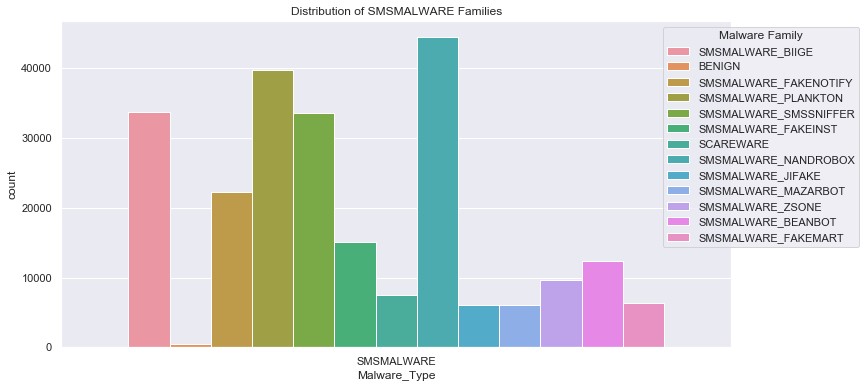 Distribution of SMSMALWARE Families
Malware Family
SMSMALWARE_BIIGE
BENIGN
SMSMALWARE_FAKENOTIFY
SMSMALWARE_PLANKTON
SMSMALWARE_SMSSNIFFER
SMSMALWARE_FAKEINST
SCAREWARE
SMSMALWARE_NANDROBOX
SMSMALWARE_JIFAKE
SMSMALWARE_MAZARBOT
SMSMALWARE_ZSONE
SMSMALWARE_BEANBOT
SMSMALWARE_FAKEMART
40000
30000
20000
10000
0
count
SMSMALWARE
Malware_Type